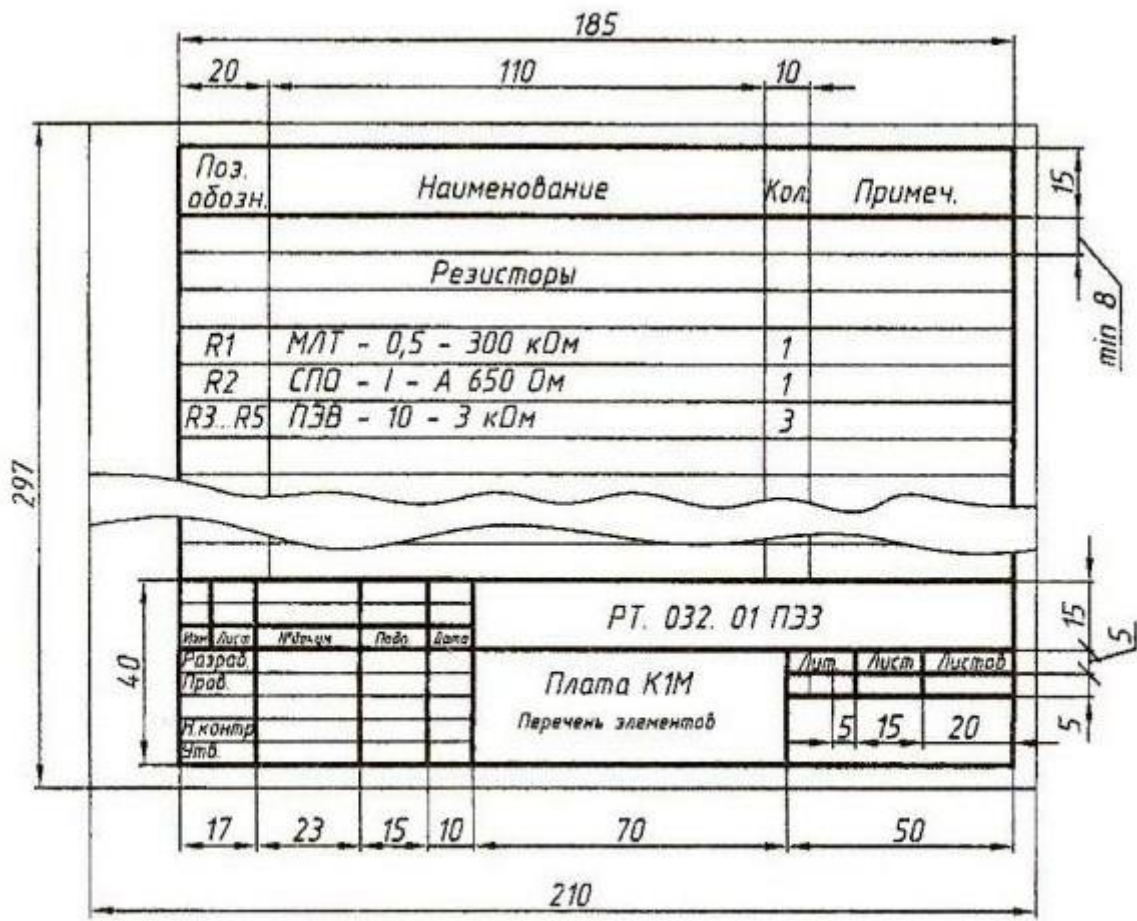 185
20 110 10
Поз. обозн. Наименование Кол. Примеч.
15
Резисторы
min 8
R1 МЛТ - 0,5 - 300 кОм 1
R2 СПО - I - А 650 Ом 1
R3...R5 ПЭВ - 10 - 3 кОм 3
297
РТ. 032. 01 ПЭЗ
15
5
Изм Лист №докум Подп Дата
40
Разраб.
Пров.
Н.контр
Утв.
Плата К1М
Перечень элементов
Лит Лист Листов
5 15 20
5
17 23 15 10 70 50
210